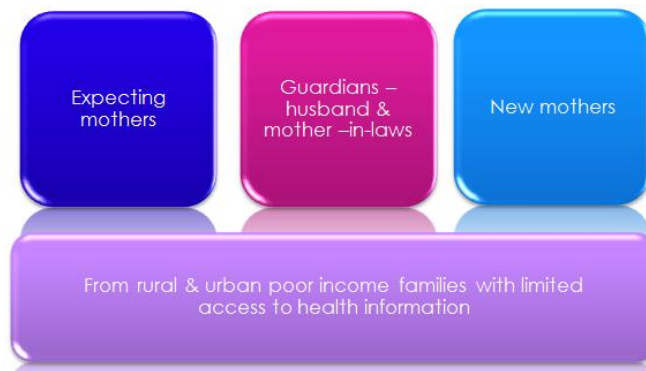 Expecting
mothers
Guardians –
husband &
mother –in-laws
New mothers
From rural & urban poor income families with limited
access to health information